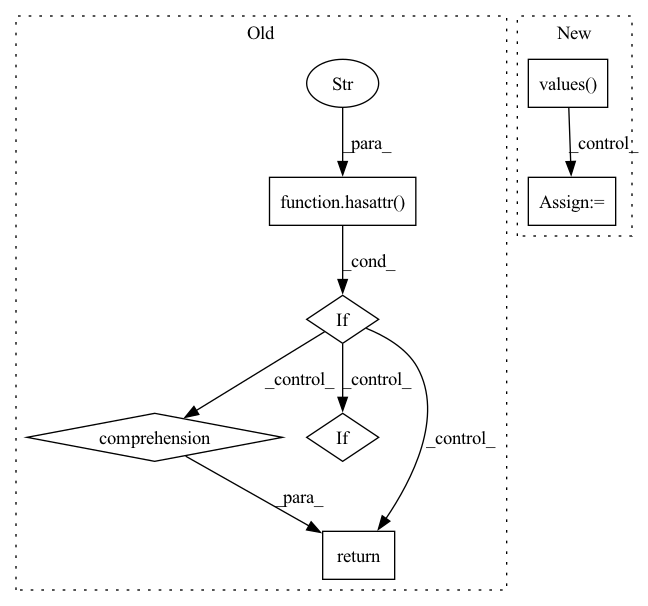 Old
New
Str
values()
_para_
_control_
function.hasattr()
Assign:=
_cond_
If
_control_
_control_
comprehension
If
_control_
_para_
return